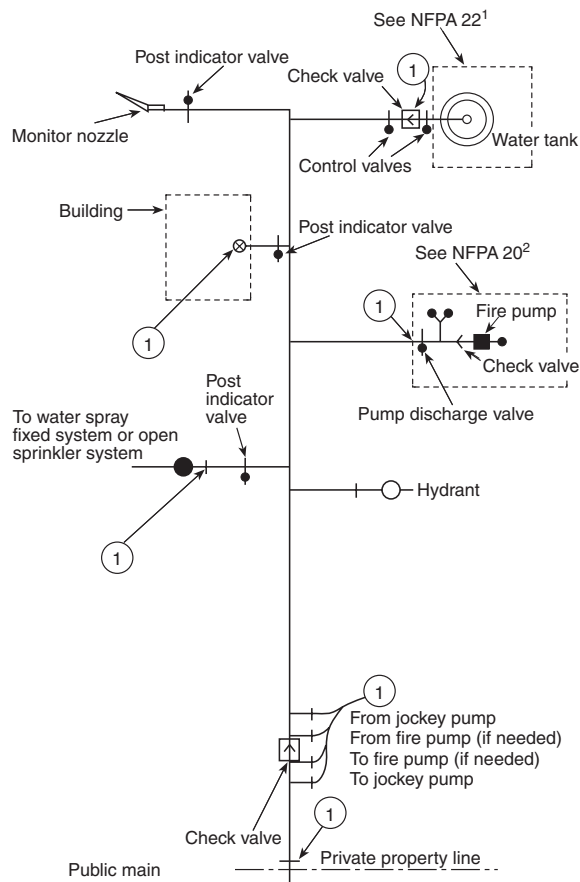 See NFPA 22¹
Post indicator valve
Check valve
1
Monitor nozzle
Water tank
Control valves
Building
Post indicator valve
See NFPA 20²
1
1
Fire pump
Check valve
Post
indicator
valve
Pump discharge valve
To water spray
fixed system or open
sprinkler system
Hydrant
1
1
From jockey pump
From fire pump (if needed)
To fire pump (if needed)
To jockey pump
1
Check valve
Public main
Private property line